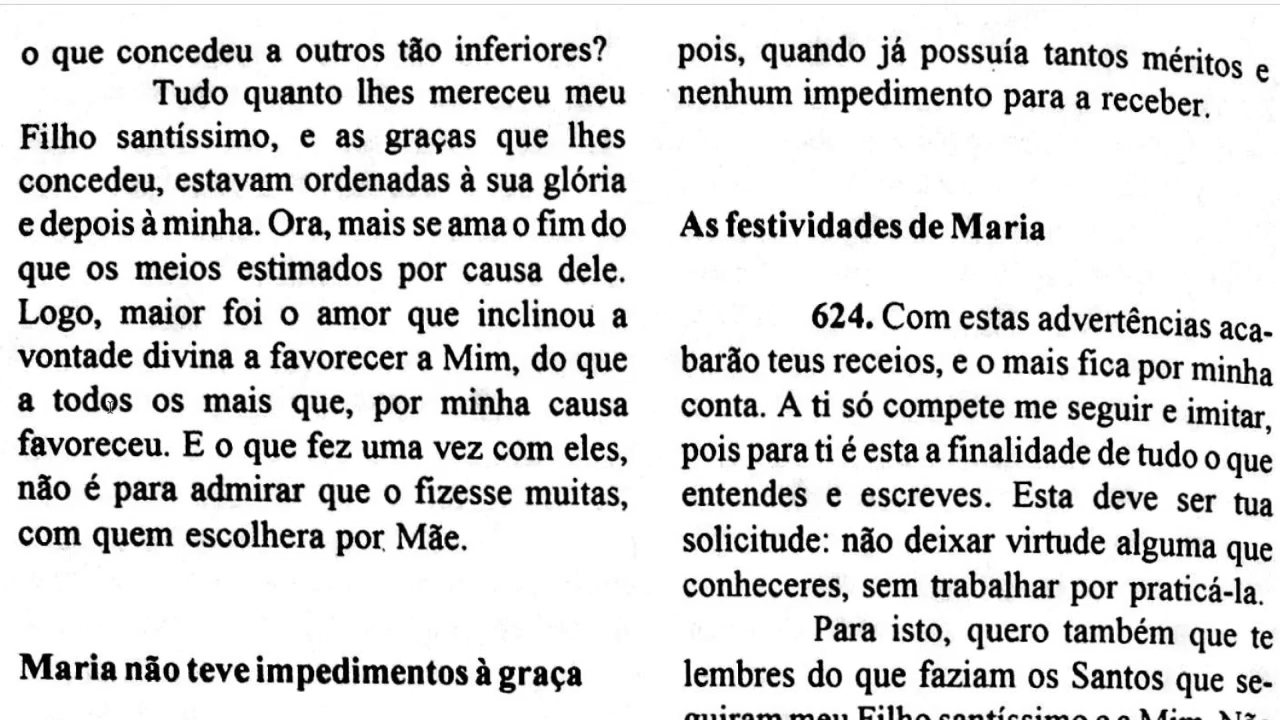 o que concedeu a outros tão inferiores?
Tudo quanto lhes mereceu meu
Filho santíssimo, e as graças que lhes
concedeu, estavam ordenadas à sua glória
e depois à minha. Ora, mais se ama o fim do
que os meios estimados por causa dele.
Logo, maior foi o amor que inclinou a
vontade divina a favorecer a Mim, do que
a todos os mais que, por minha causa
favoreceu. E o que fez uma vez com eles,
não é para admirar que o fizesse muitas,
com quem escolhera por Mãe.
Maria não teve impedimentos à graça
pois, quando já possuía tantos méritos e
nenhum impedimento para a receber.
As festividades de Maria
624. Com estas advertências aca-
barão teus receios, e o mais fica por minha
conta. A ti só compete me seguir e imitar,
pois para ti é esta a finalidade de tudo o que
entendes e escreves. Esta deve ser tua
solicitude: não deixar virtude alguma que
conheceres, sem trabalhar por praticá-la.
Para isto, quero também que te
lembres do que faziam os Santos que se-
guiram meu Filho santíssimo e a Mim. Nã